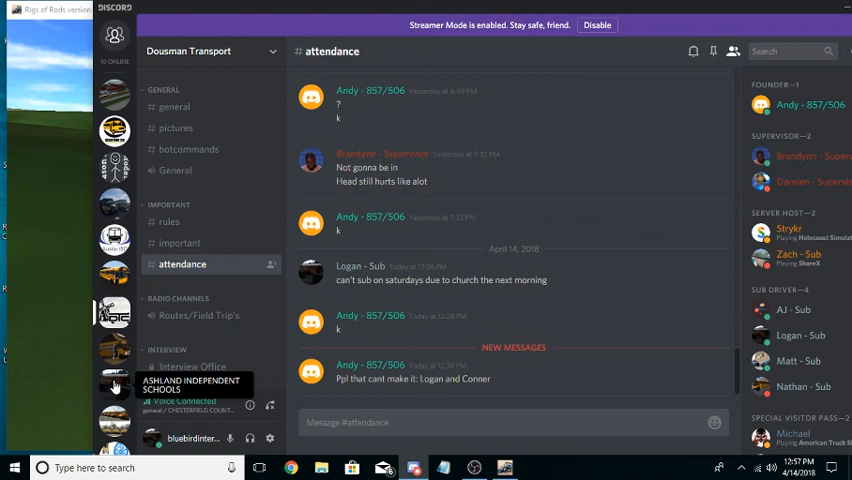 Rigs of Rods version
DISCORD
Streamer Mode is enabled. Stay safe, friend.
Disable
10 ONLINE
Dousman Transport
# attendance
Search
GENERAL
# general
# pictures
# botcommands
General
IMPORTANT
# rules
# important
# attendance
RADIO CHANNELS
Routes/Field Trip's
INTERVIEW
Interview Office
ASHLAND INDEPENDENT
SCHOOLS
Voice Connected
general / CHESTERFIELD COUNT...
bluebirdinter...
Andy - 857/506 Yesterday at 6:49 PM
?
k
Brandynn - Supervisor Yesterday at 7:33 PM
Not gonna be in
Head still hurts like alot
Andy - 857/506 Yesterday at 7:33 PM
k
April 14, 2018
Logan - Sub Today at 12:26 PM
can't sub on saturdays due to church the next morning
Andy - 857/506 Today at 12:28 PM
k
NEW MESSAGES
Andy - 857/506 Today at 12:39 PM
Ppl that cant make it: Logan and Conner
Message #attendance
FOUNDER—1
Andy - 857/506
SUPERVISOR—2
Brandynn - Superv
Damien - Supervis
SERVER HOST—2
Strykr
Playing Holocaust Simulat
Zach - Sub
Playing ShareX
SUB DRIVER—4
AJ - Sub
Logan - Sub
Matt - Sub
Nathan - Sub
SPECIAL VISITOR PASS—2
Michael
Playing American Truck S
Type here to search
12:57 PM
4/14/2018